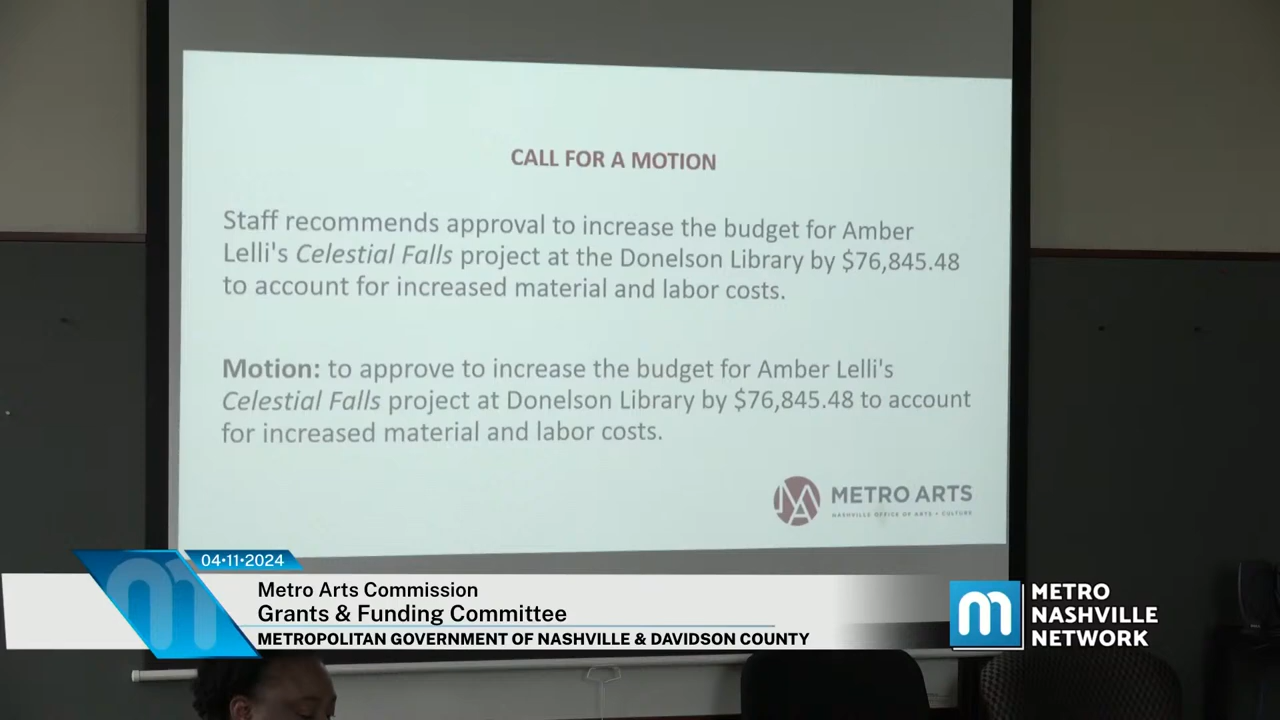 CALL FOR A MOTION
Staff recommends approval to increase the budget for Amber
Lelli's Celestial Falls project at the Donelson Library by $76,845.48
to account for increased material and labor costs.
Motion: to approve to increase the budget for Amber Lelli's
Celestial Falls project at Donelson Library by $76,845.48 to account
for increased material and labor costs.
MA
METRO ARTS
NASHVILLE OFFICE OF ARTS + CULTURE
04•11•2024
Metro Arts Commission
Grants & Funding Committee
METROPOLITAN GOVERNMENT OF NASHVILLE & DAVIDSON COUNTY
m
METRO
NASHVILLE
NETWORK